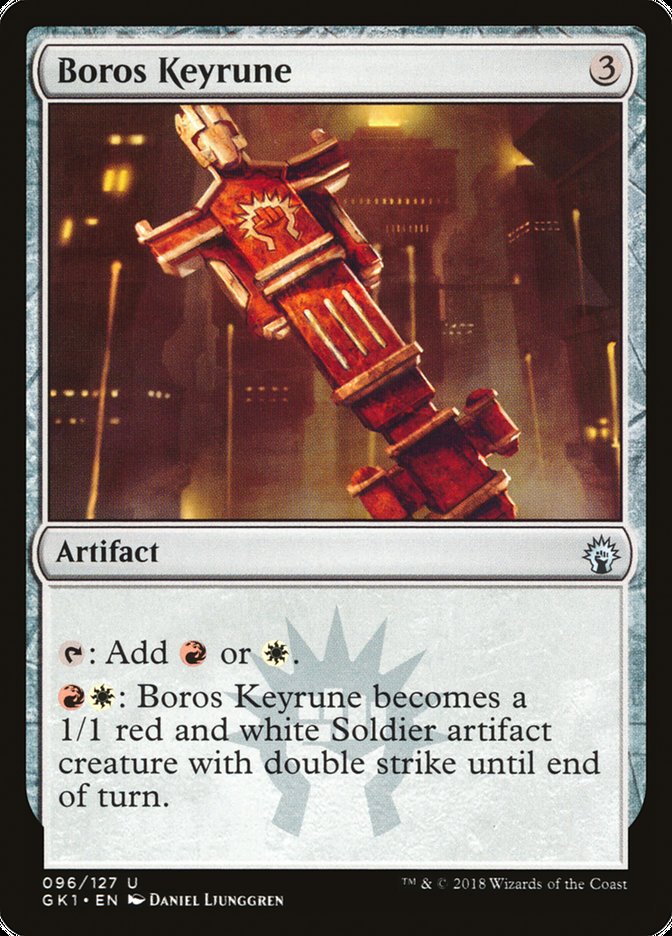 Boros Keyrune 3
Artifact
: Add or .
: Boros Keyrune becomes a
1/1 red and white Soldier artifact
creature with double strike until end
of turn.
096/127 U
GK1 • EN Daniel Ljunggren
™ & © 2018 Wizards of the Coast